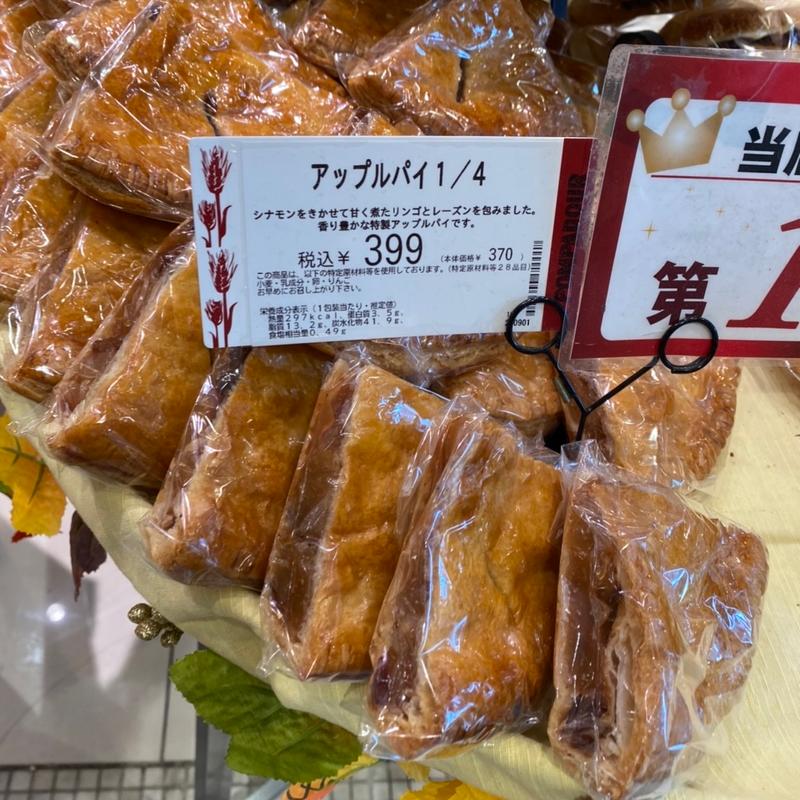 アップルパイ1/4
シナモンをきかせて甘く煮たリンゴとレーズンを包みました。
香り豊かな特製アップルパイです。
税込¥ 399 (本体価格¥ 370 )
この商品は、以下の特定原材料等を使用しております。(特定原材料等28品目)
小麦・乳成分・卵・りんご
お早めにお召し上がり下さい。
栄養成分表示(1包装当たり・推定値)
熱量297kcal、蛋白質3.5g、
脂質13.2g、炭水化物41.9g、
食塩相当量0.49g
当
第1